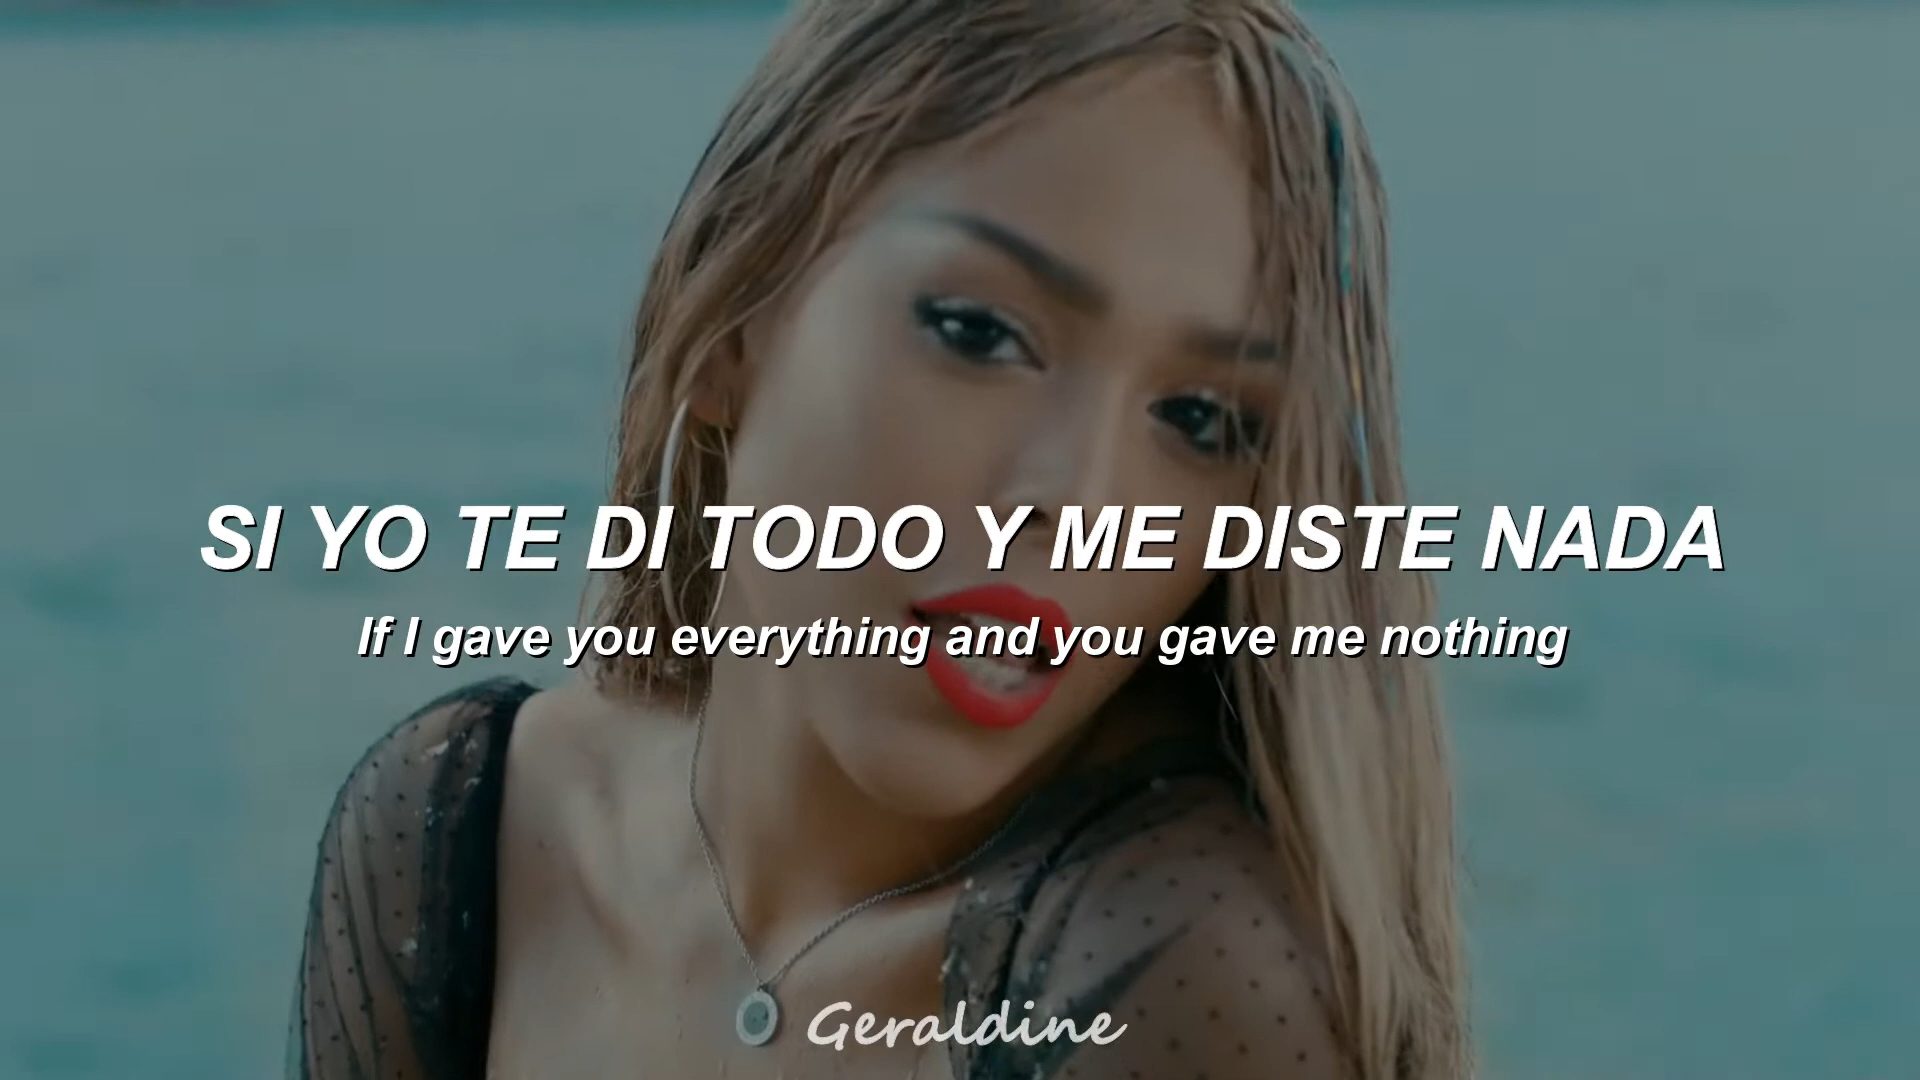 SI YO TE DI TODO Y ME DISTE NADA
If I gave you everything and you gave me nothing
Geraldine